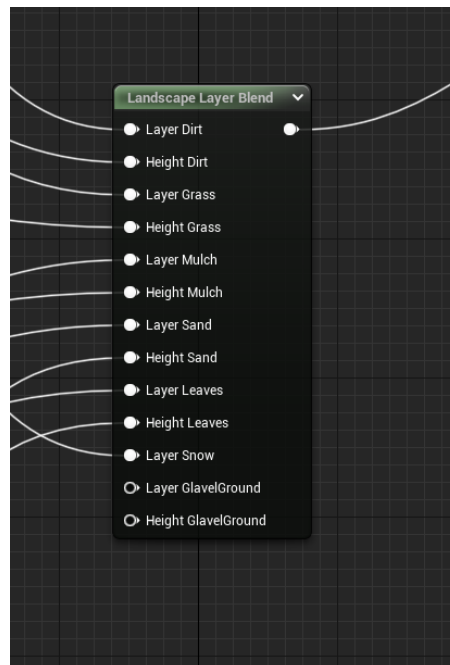 Landscape Layer Blend
Layer Dirt
Height Dirt
Layer Grass
Height Grass
Layer Mulch
Height Mulch
Layer Sand
Height Sand
Layer Leaves
Height Leaves
Layer Snow
Layer GlavelGround
Height GlavelGround